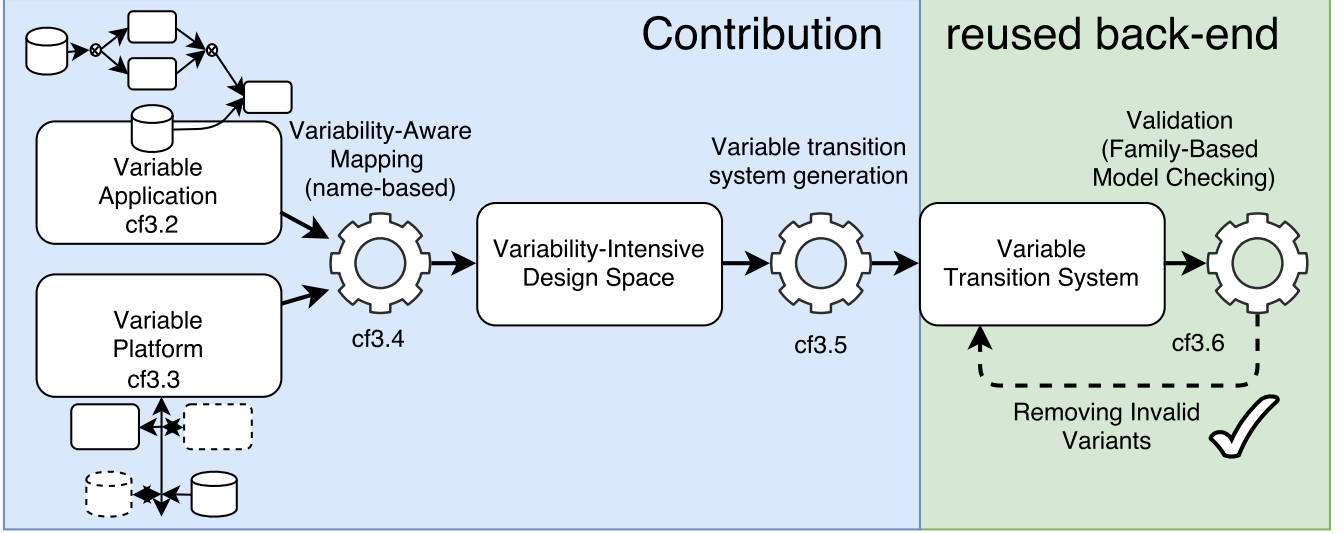 Contribution
reused back-end
Variable
Application
cf3.2
Variability-Aware
Mapping
(name-based)
Variable
Platform
cf3.3
cf3.4
Variability-Intensive
Design Space
Variable transition
system generation
cf3.5
Variable
Transition System
Validation
(Family-Based
Model Checking)
cf3.6
Removing Invalid
Variants